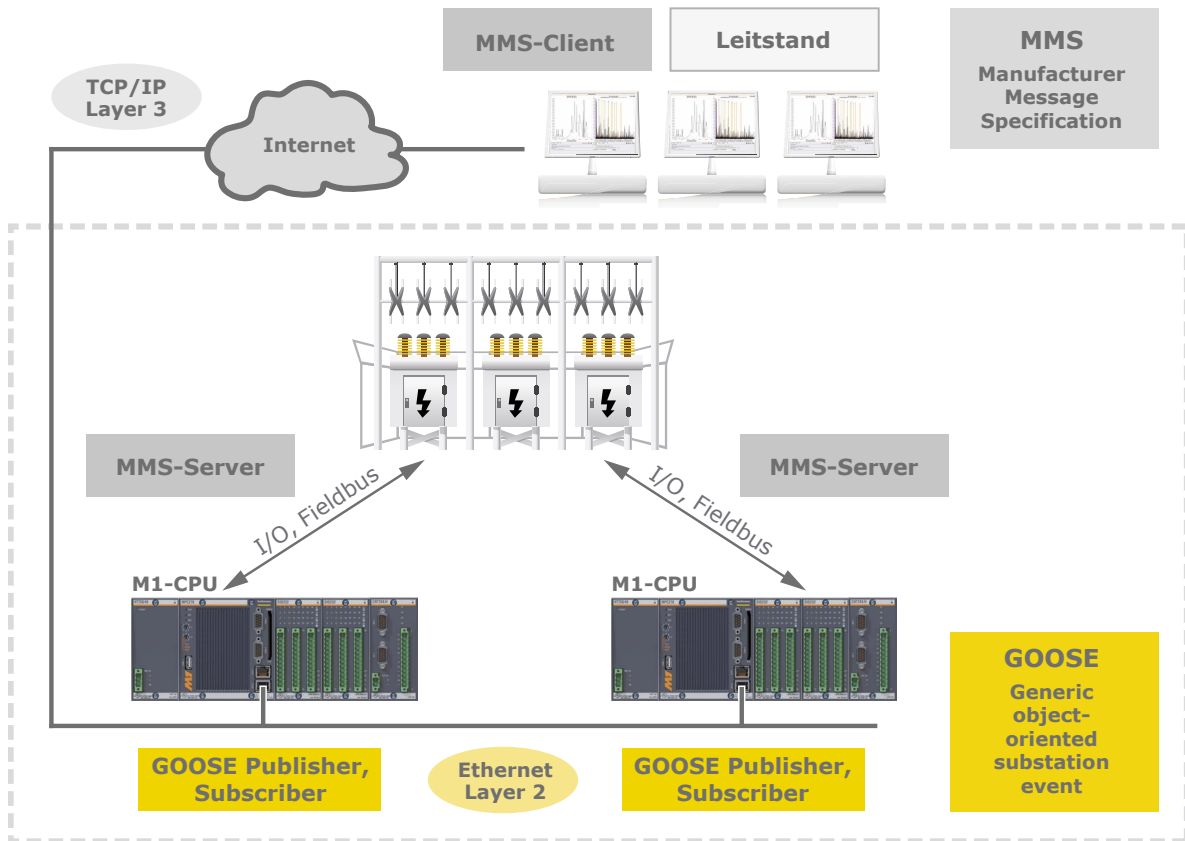 MMS-Client
Leitstand
MMS
Manufacturer
Message
Specification
TCP/IP
Layer 3
Internet
MMS-Server
MMS-Server
I/O, Fieldbus
I/O, Fieldbus
M1-CPU
M1-CPU
GOOSE
Generic
object-
oriented
substation
event
GOOSE Publisher,
Subscriber
Ethernet
Layer 2
GOOSE Publisher,
Subscriber